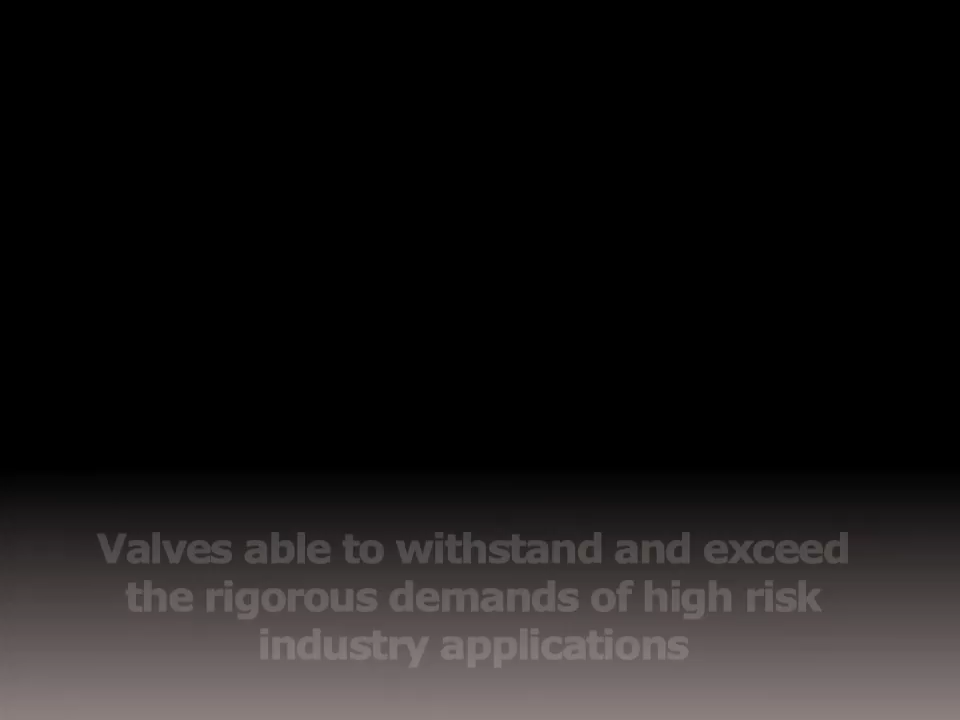 Valves able to withstand and exceed
the rigorous demands of high risk
industry applications